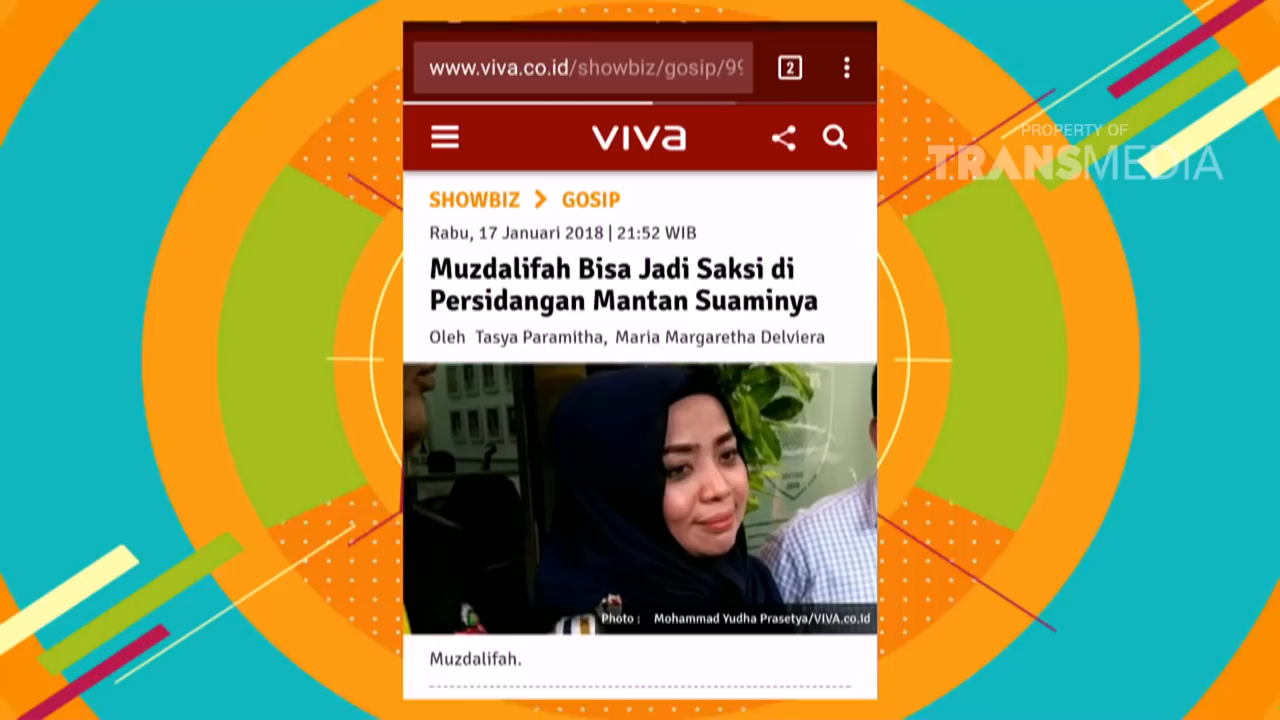 www.viva.co.id/showbiz/gosip/99
2
VIVA
PROPERTY OF
TRANSMEDIA
SHOWBIZ > GOSIP
Rabu, 17 Januari 2018 | 21:52 WIB
Muzdalifah Bisa Jadi Saksi di
Persidangan Mantan Suaminya
Oleh Tasya Paramitha, Maria Margaretha Delviera
Photo : Mohammad Yudha Prasetya/VIVA.co.id
Muzdalifah.